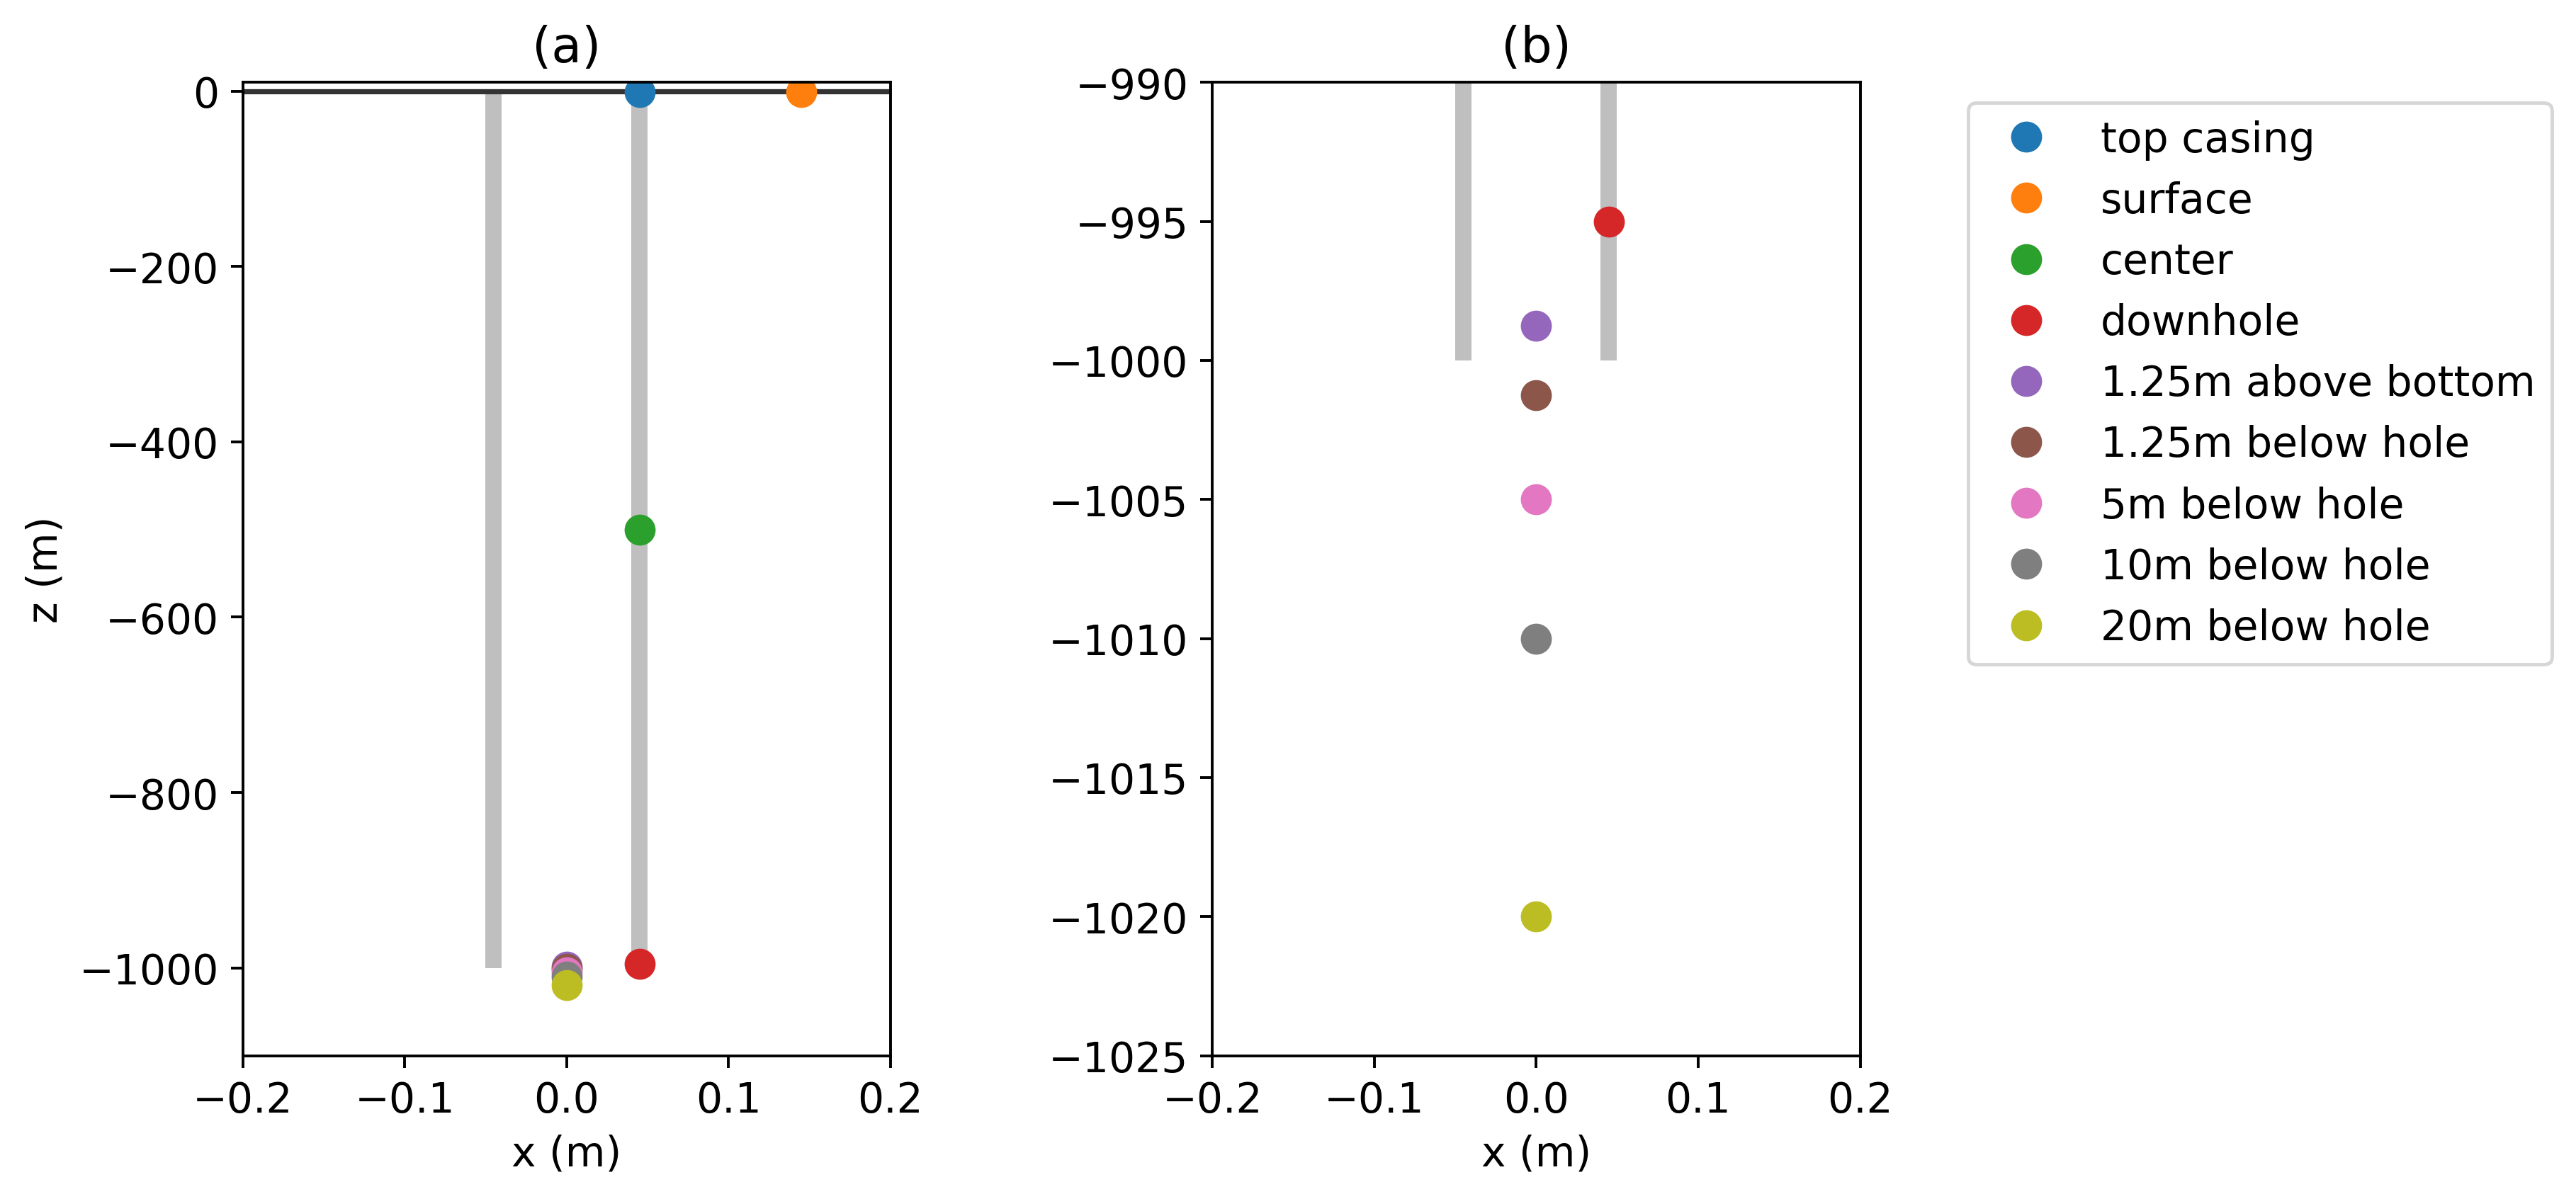 (a)
(b)
0
−200
−400
−600
−800
−1000
z (m)
−0.2 −0.1 0.0 0.1 0.2
x (m)
−990
−995
−1000
−1005
−1010
−1015
−1020
−1025
−0.2 −0.1 0.0 0.1 0.2
x (m)
top casing
surface
center
downhole
1.25m above bottom
1.25m below hole
5m below hole
10m below hole
20m below hole